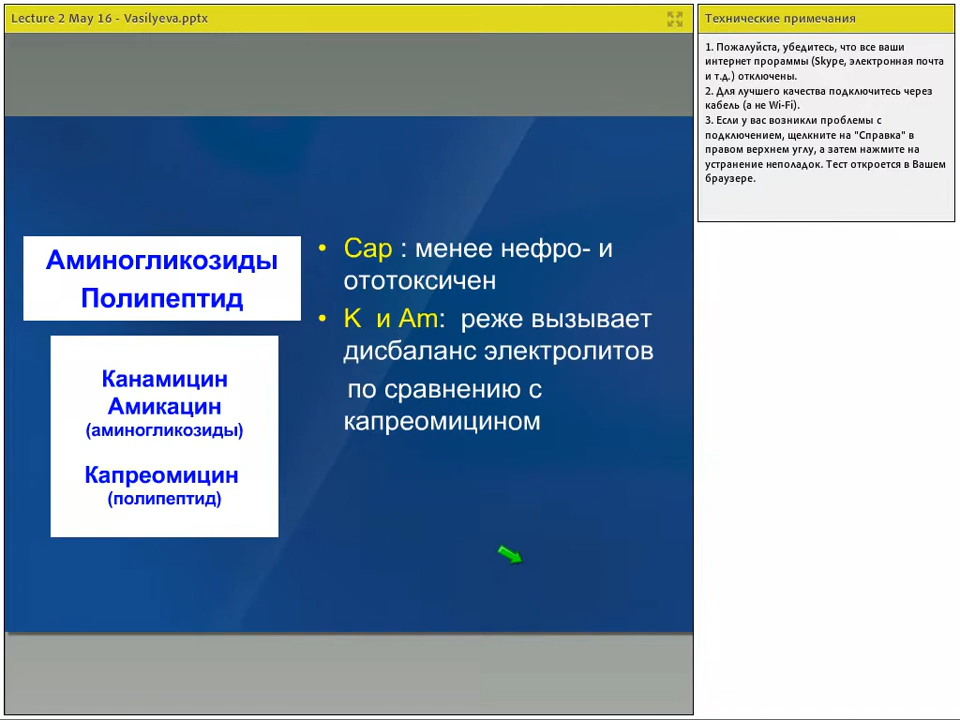 Lecture 2 May 16 - Vasilyeva.pptx
Аминогликозиды
Полипептид
Канамицин
Амикацин
(аминогликозиды)
Капреомицин
(полипептид)
• Cap : менее нефро- и
ототоксичен
• K и Am: реже вызывает
дисбаланс электролитов
по сравнению с
капреомицином
Технические примечания
1. Пожалуйста, убедитесь, что все ваши
интернет прораммы (Skype, электронная почта
и т.д.) отключены.
2. Для лучшего качества подключитесь через
кабель (а не Wi-Fi).
3. Если у вас возникли проблемы с
подключением, щелкните на "Справка" в
правом верхнем углу, а затем нажмите на
устранение неполадок. Тест откроется в Вашем
браузере.